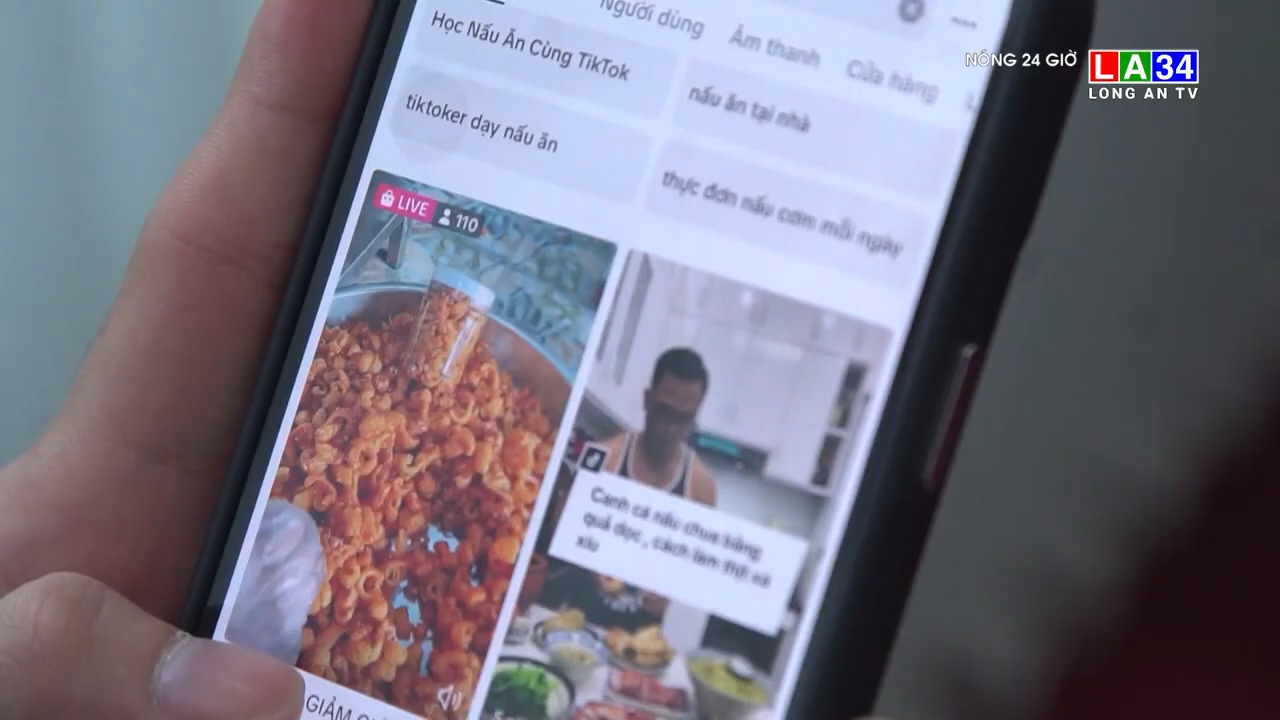 Người dùng
Âm thanh
Cửa hàng
NÓNG 24 GIỜ
LA34
LONG AN TV
Học Nấu Ăn Cùng TikTok
nấu ăn tại nhà
tiktoker dạy nấu ăn
thực đơn nấu cơm mỗi ngày
LIVE 110
Canh cá nấu chua bằng
quả dọc, cách làm thịt xá
xíu
GIẢM